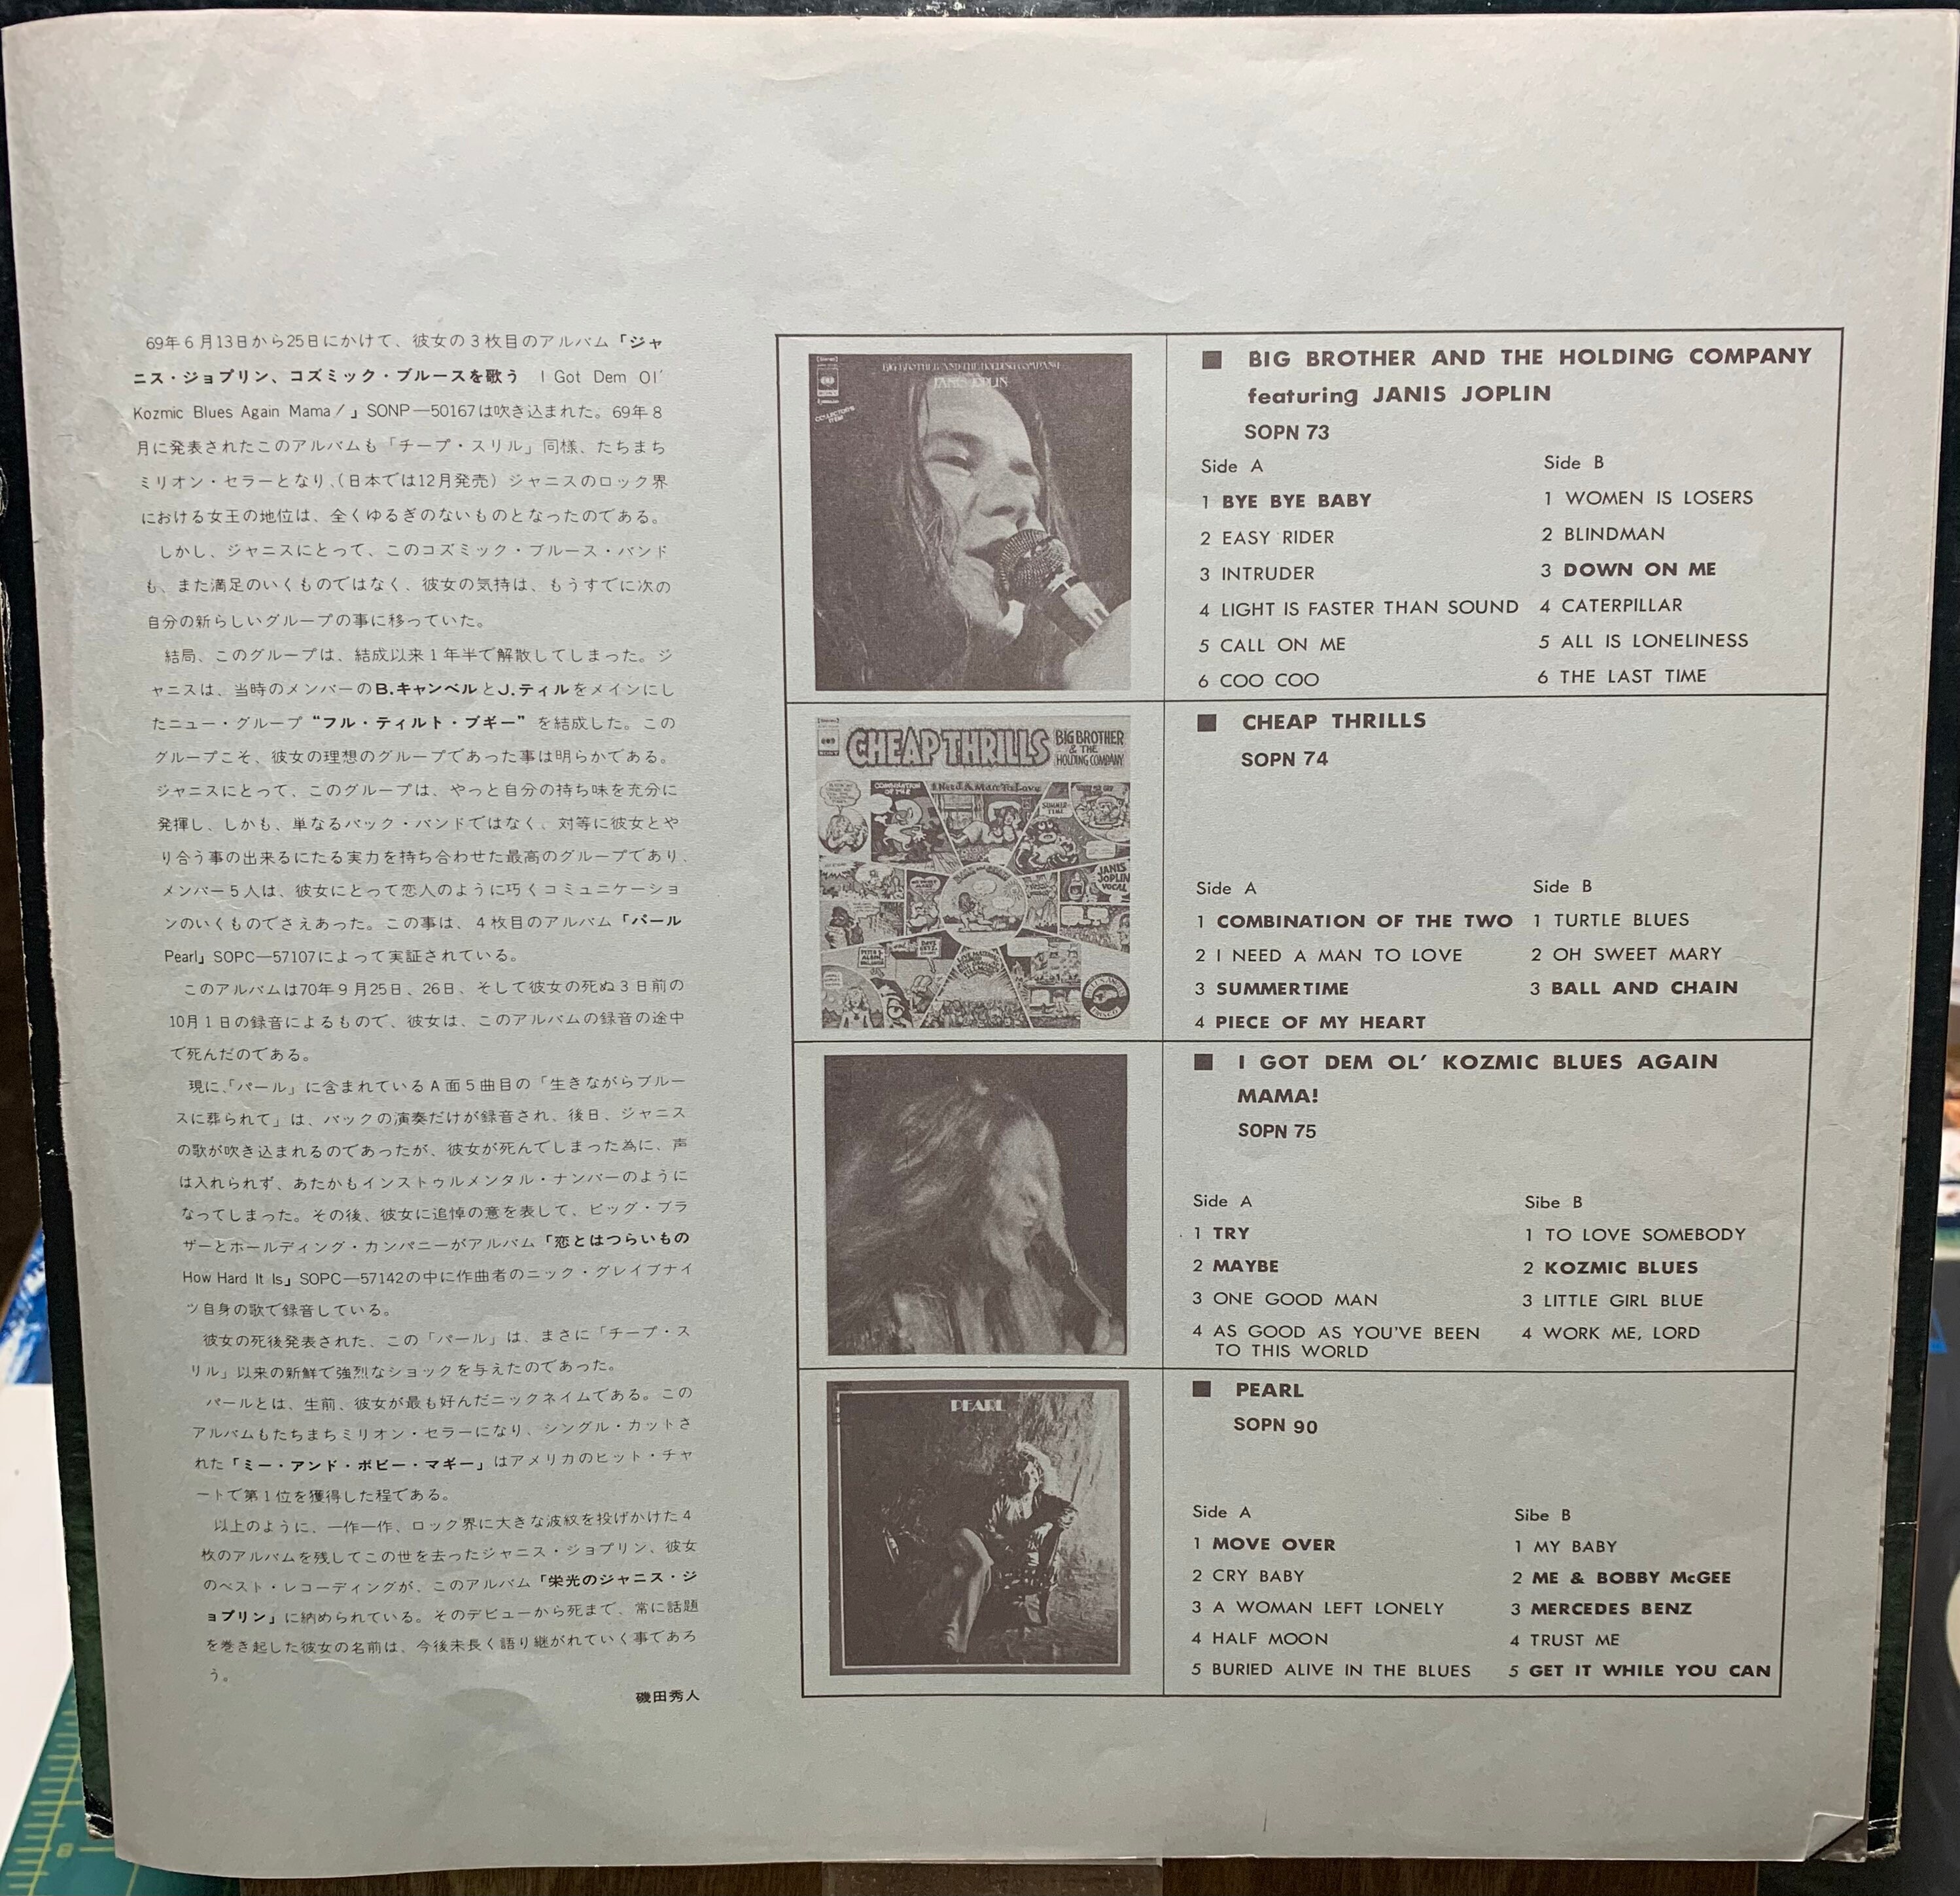 69年6月13日から25日にかけて、彼女の3枚目のアルバム「ジャ
ニス・ジョプリン、コズミック・ブルースを歌う　I Got Dem Ol'
Kozmic Blues Again Mama/」SONP—50167は吹き込まれた。69年8
月に発表されたこのアルバムも「チープ・スリル」同様、たちまち
ミリオン・セラーとなり、(日本では12月発売）ジャニスのロック界
における女王の地位は、全くゆるぎのないものとなったのである。
しかし、ジャニスにとって、このコズミック・ブルース・バンド
も、また満足のいくものではなく、彼女の気持は、もうすでに次の
自分の新らしいグループの事に移っていた。
結局、このグループは、結成以来1年半で解散してしまった。ジ
ャニスは、当時のメンバーのB.キャンベルとJ.ティルをメインにし
たニュー・グループ“フル・ティルト・ブギー”を結成した。この
グループこそ、彼女の理想のグループであった事は明らかである。
ジャニスにとって、このグループは、やっと自分の持ち味を充分に
発揮し、しかも、単なるバック・バンドではなく、対等に彼女とや
り合う事の出来るにたる実力を持ち合わせた最高のグループであり、
メンバー5人は、彼女にとって恋人のように巧くコミュニケーショ
ンのいくものでさえあった。この事は、4枚目のアルバム「パール
Pearl」SOPC—57107によって実証されている。
このアルバムは70年9月25日、26日、そして彼女の死ぬ3日前の
10月1日の録音によるもので、彼女は、このアルバムの録音の途中
で死んだのである。
現に、「パール」に含まれているA面5曲目の「生きながらブルー
スに葬られて」は、バックの演奏だけが録音され、後日、ジャニス
の歌が吹き込まれるのであったが、彼女が死んでしまった為に、声
は入れられず、あたかもインストゥルメンタル・ナンバーのように
なってしまった。その後、彼女に追悼の意を表して、ビッグ・ブラ
ザーとホールディング・カンパニーがアルバム「恋とはつらいもの
How Hard It Is」SOPC—57142の中に作曲者のニック・グレイブナイ
ツ自身の歌で録音している。
彼女の死後発表された、この「パール」は、まさに「チープ・ス
リル」以来の新鮮で強烈なショックを与えたのであった。
パールとは、生前、彼女が最も好んだニックネイムである。この
アルバムもたちまちミリオン・セラーになり、シングル・カットさ
れた「ミー・アンド・ボビー・マギー」はアメリカのヒット・チャ
ートで第1位を獲得した程である。
以上のように、一作一作、ロック界に大きな波紋を投げかけた4
枚のアルバムを残してこの世を去ったジャニス・ジョプリン、彼女
のベスト・レコーディングが、このアルバム「栄光のジャニス・ジ
ョプリン」に納められている。そのデビューから死まで、常に話題
を巻き起した彼女の名前は、今後末長く語り継がれていく事であろ
う。
磯田秀人
BIG BROTHER AND THE HOLDING COMPANY
JANIS JOPLIN
COLLECTOR'S ITEM
■ BIG BROTHER AND THE HOLDING COMPANY
featuring JANIS JOPLIN
SOPN 73
Side A
1 BYE BYE BABY
2 EASY RIDER
3 INTRUDER
4 LIGHT IS FASTER THAN SOUND
5 CALL ON ME
6 COO COO
Side B
1 WOMEN IS LOSERS
2 BLINDMAN
3 DOWN ON ME
4 CATERPILLAR
5 ALL IS LONELINESS
6 THE LAST TIME
CHEAP THRILLS
BIG BROTHER
& THE
HOLDING COMPANY
I Need A Man To Love
JANIS
JOPLIN
VOCAL
■ CHEAP THRILLS
SOPN 74
Side A
1 COMBINATION OF THE TWO
2 I NEED A MAN TO LOVE
3 SUMMERTIME
4 PIECE OF MY HEART
Side B
1 TURTLE BLUES
2 OH SWEET MARY
3 BALL AND CHAIN
■ I GOT DEM OL' KOZMIC BLUES AGAIN
MAMA!
SOPN 75
Side A
1 TRY
2 MAYBE
3 ONE GOOD MAN
4 AS GOOD AS YOU'VE BEEN
TO THIS WORLD
Sibe B
1 TO LOVE SOMEBODY
2 KOZMIC BLUES
3 LITTLE GIRL BLUE
4 WORK ME, LORD
PEARL
■ PEARL
SOPN 90
Side A
1 MOVE OVER
2 CRY BABY
3 A WOMAN LEFT LONELY
4 HALF MOON
5 BURIED ALIVE IN THE BLUES
Sibe B
1 MY BABY
2 ME & BOBBY McGEE
3 MERCEDES BENZ
4 TRUST ME
5 GET IT WHILE YOU CAN